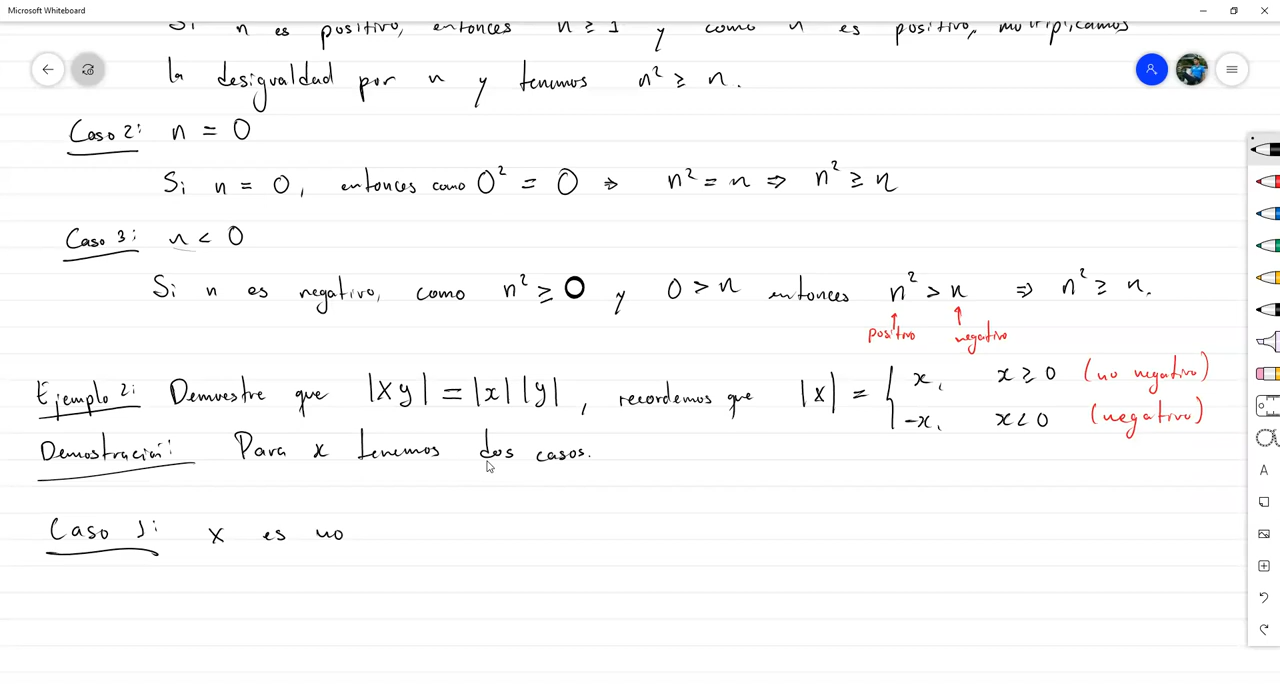 Microsoft Whiteboard
Si n es positivo, entonces n ≥ 1 y como n es positivo, multiplicamos
la desigualdad por n y tenemos n² ≥ n.
Caso 2: n = 0
Si n = 0, entonces como 0² = 0 ⇒ n² = n ⇒ n² ≥ n
Caso 3: n < 0
Si n es negativo, como n² ≥ 0 y 0 > n entonces n² > n ⇒ n² ≥ n.
↑ ↑
positivo negativo
Ejemplo 2: Demuestre que |xy| = |x||y|, recordemos que |x| = { x, x ≥ 0 (no negativo)
-x, x < 0 (negativo)
Demostración: Para x tenemos dos casos.
Caso 1: x es no
A